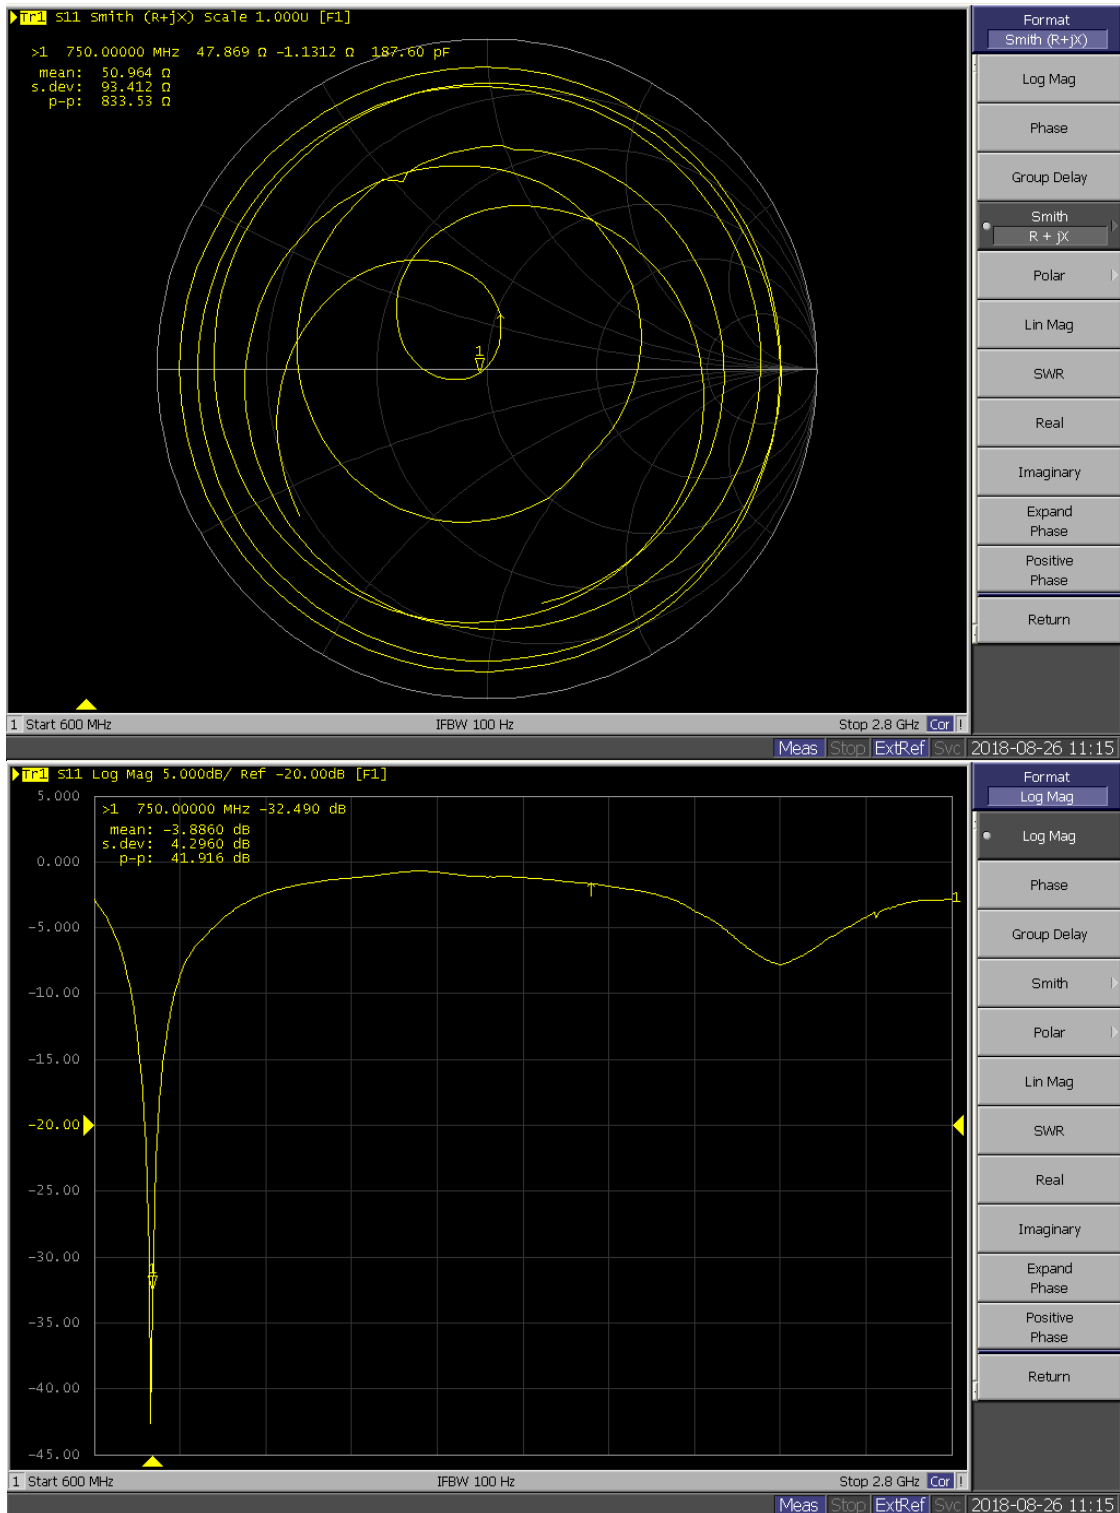 Tr1 S11 Smith (R+jX) Scale 1.000U [F1]
>1 750.00000 MHz 47.869 Ω -1.1312 Ω 187.60 pF
mean: 50.964 Ω
s.dev: 93.412 Ω
p-p: 833.53 Ω
1
1 Start 600 MHz IFBW 100 Hz Stop 2.8 GHz Cor !
Meas Stop ExtRef Svc 2018-08-26 11:15
Format
Smith (R+jX)
Log Mag
Phase
Group Delay
Smith
R + jX
Polar
Lin Mag
SWR
Real
Imaginary
Expand
Phase
Positive
Phase
Return
Tr1 S11 Log Mag 5.000dB/ Ref -20.00dB [F1]
>1 750.00000 MHz -32.490 dB
mean: -3.8860 dB
s.dev: 4.2960 dB
p-p: 41.916 dB
5.000
0.000
-5.000
-10.00
-15.00
-20.00
-25.00
-30.00
-35.00
-40.00
-45.00
1
1
1 Start 600 MHz IFBW 100 Hz Stop 2.8 GHz Cor !
Meas Stop ExtRef Svc 2018-08-26 11:15
Format
Log Mag
Log Mag
Phase
Group Delay
Smith
Polar
Lin Mag
SWR
Real
Imaginary
Expand
Phase
Positive
Phase
Return